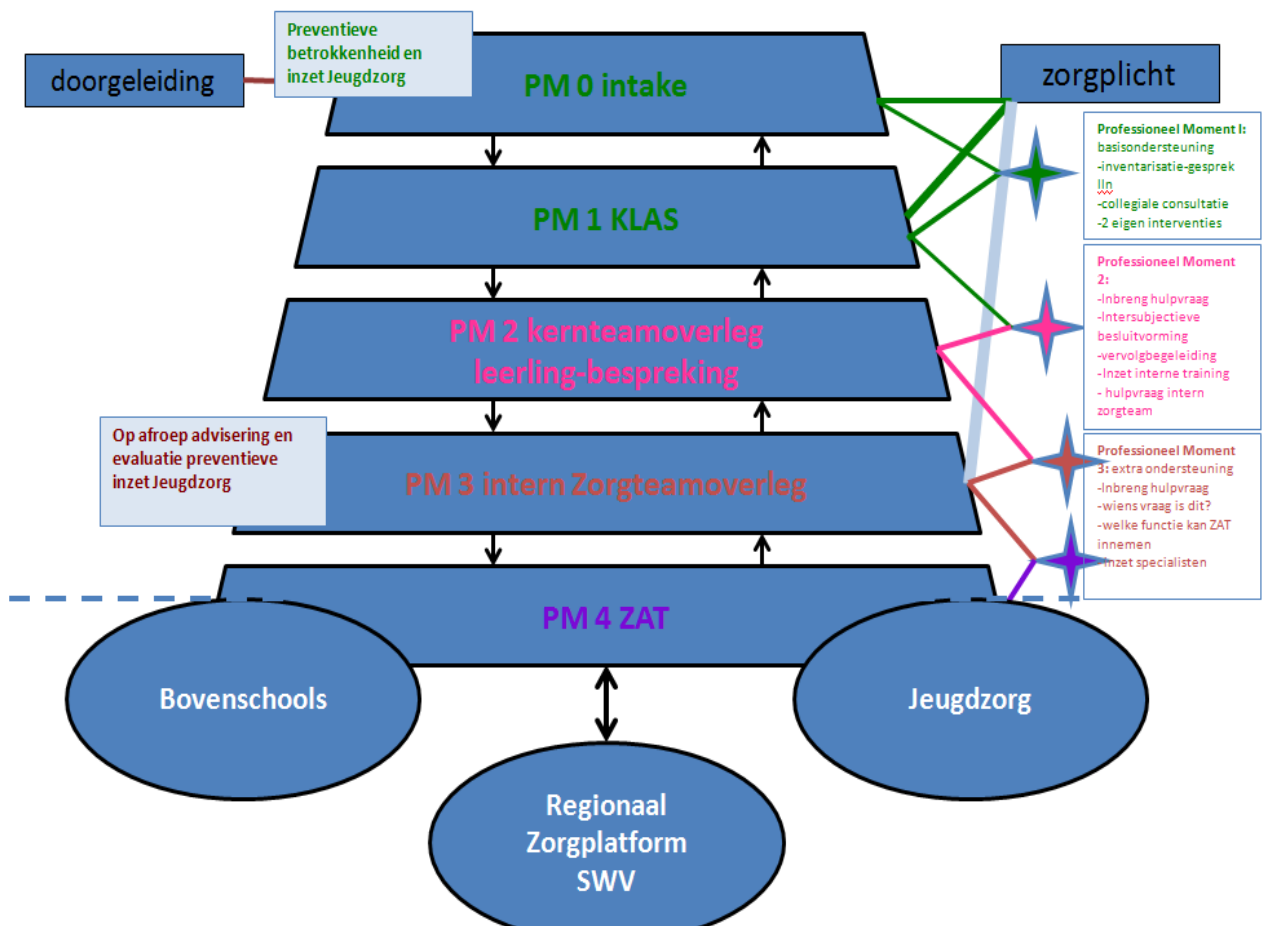 Preventieve
betrokkenheid en
inzet Jeugdzorg
doorgeleiding
PM 0 intake
zorgplicht
Professioneel Moment I:
basisondersteuning
-inventarisatie-gesprek
lln
-collegiale consultatie
-2 eigen interventies
PM 1 KLAS
Professioneel Moment
2:
-Inbreng hulpvraag
-Intersubjectieve
besluitvorming
-vervolgbegeleiding
-Inzet interne training
- hulpvraag intern
zorgteam
PM 2 kernteamoverleg
leerling-bespreking
Op afroep advisering en
evaluatie preventieve
inzet Jeugdzorg
PM 3 intern Zorgteamoverleg
Professioneel Moment
3: extra ondersteuning
-Inbreng hulpvraag
-wiens vraag is dit?
-welke functie kan ZAT
innemen
-Inzet specialisten
PM 4 ZAT
Bovenschools
Jeugdzorg
Regionaal
Zorgplatform
SWV